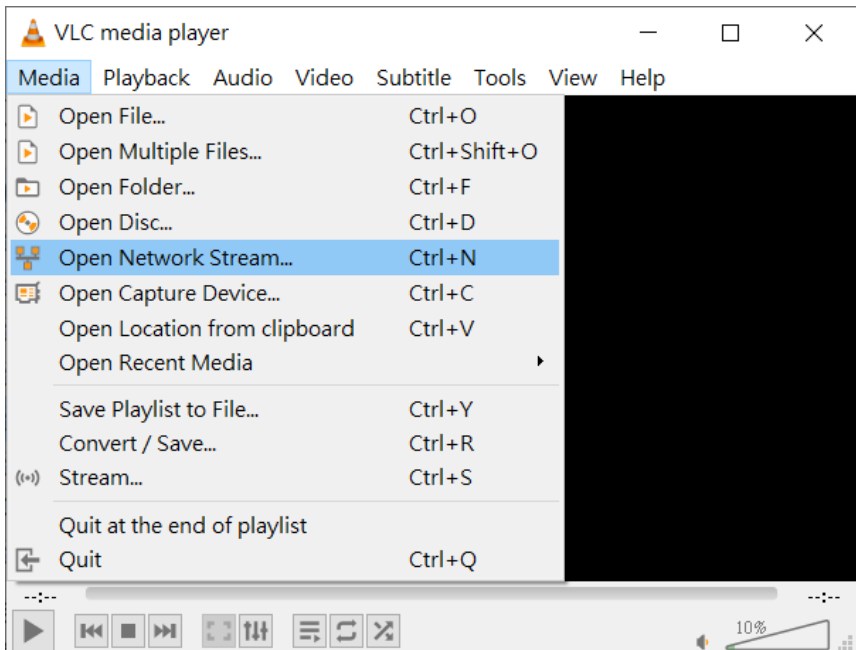 VLC media player
Media Playback Audio Video Subtitle Tools View Help
Open File... Ctrl+O
Open Multiple Files... Ctrl+Shift+O
Open Folder... Ctrl+F
Open Disc... Ctrl+D
Open Network Stream... Ctrl+N
Open Capture Device... Ctrl+C
Open Location from clipboard Ctrl+V
Open Recent Media
Save Playlist to File... Ctrl+Y
Convert / Save... Ctrl+R
Stream... Ctrl+S
Quit at the end of playlist
Quit Ctrl+Q
--:-- --:--
10%